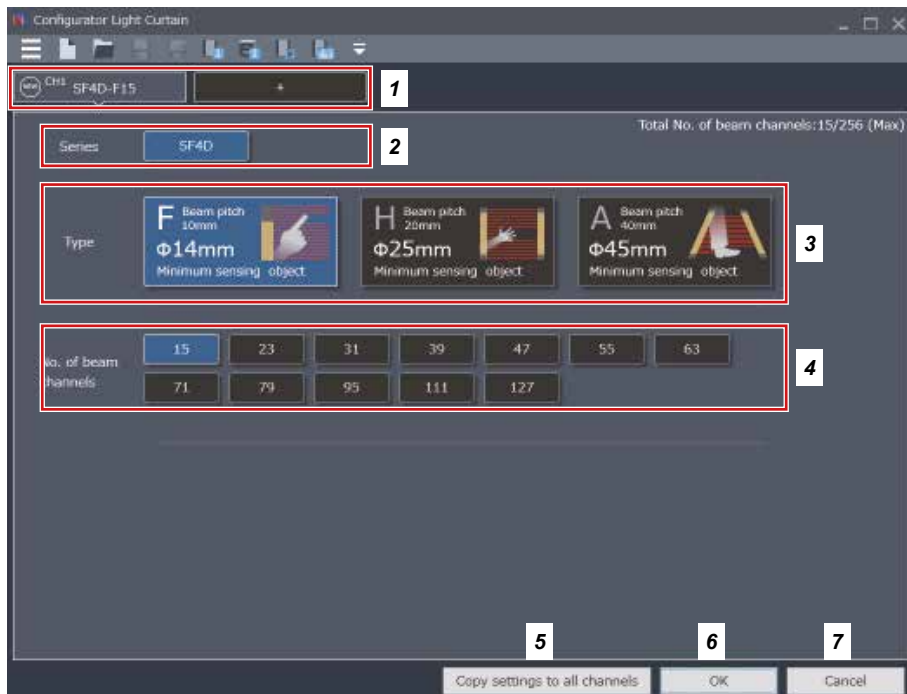 Configurator Light Curtain
CH1 SF4D-F15
+
1
Total No. of beam channels:15/256 (Max)
Series
SF4D
2
Type
F Beam pitch 10mm
Φ14mm
Minimum sensing object
H Beam pitch 20mm
Φ25mm
Minimum sensing object
A Beam pitch 40mm
Φ45mm
Minimum sensing object
3
No. of beam channels
15 23 31 39 47 55 63
71 79 95 111 127
4
5 6 7
Copy settings to all channels OK Cancel